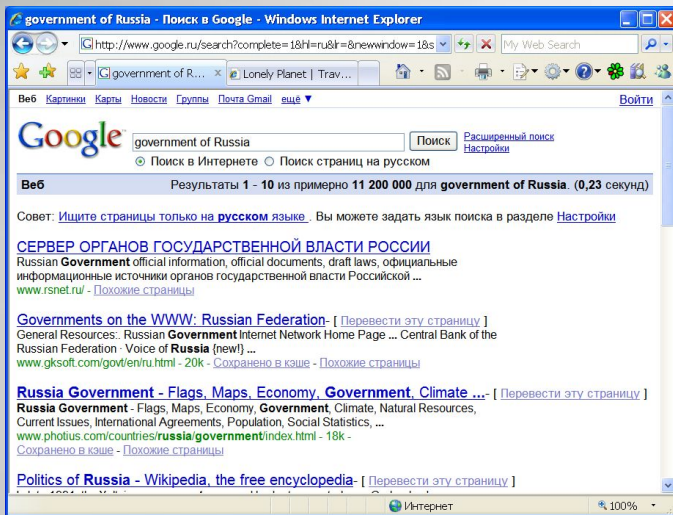 government of Russia - Поиск в Google - Windows Internet Explorer
http://www.google.ru/search?complete=1&hl=ru&lr=&newwindow=1&s
My Web Search
government of R...
Lonely Planet | Trav...
Веб Картинки Карты Новости Группы Почта Gmail ещё ▼ Войти
Google
government of Russia
Поиск
Расширенный поиск
Настройки
Поиск в Интернете Поиск страниц на русском
Веб Результаты 1 - 10 из примерно 11 200 000 для government of Russia. (0,23 секунд)
Совет: Ищите страницы только на русском языке . Вы можете задать язык поиска в разделе Настройки
СЕРВЕР ОРГАНОВ ГОСУДАРСТВЕННОЙ ВЛАСТИ РОССИИ
Russian Government official information, official documents, draft laws, официальные
информационные источники органов государственной власти Российской ...
www.rsnet.ru/ - Похожие страницы
Governments on the WWW: Russian Federation- [ Перевести эту страницу ]
General Resources:. Russian Government Internet Network Home Page ... Central Bank of the
Russian Federation · Voice of Russia {new!} ...
www.gksoft.com/govt/en/ru.html - 20k - Сохранено в кэше - Похожие страницы
Russia Government - Flags, Maps, Economy, Government, Climate ...- [ Перевести эту страницу ]
Russia Government - Flags, Maps, Economy, Government, Climate, Natural Resources,
Current Issues, International Agreements, Population, Social Statistics, ...
www.photius.com/countries/russia/government/index.html - 18k -
Сохранено в кэше - Похожие страницы
Politics of Russia - Wikipedia, the free encyclopedia- [ Перевести эту страницу ]
Интернет
100%